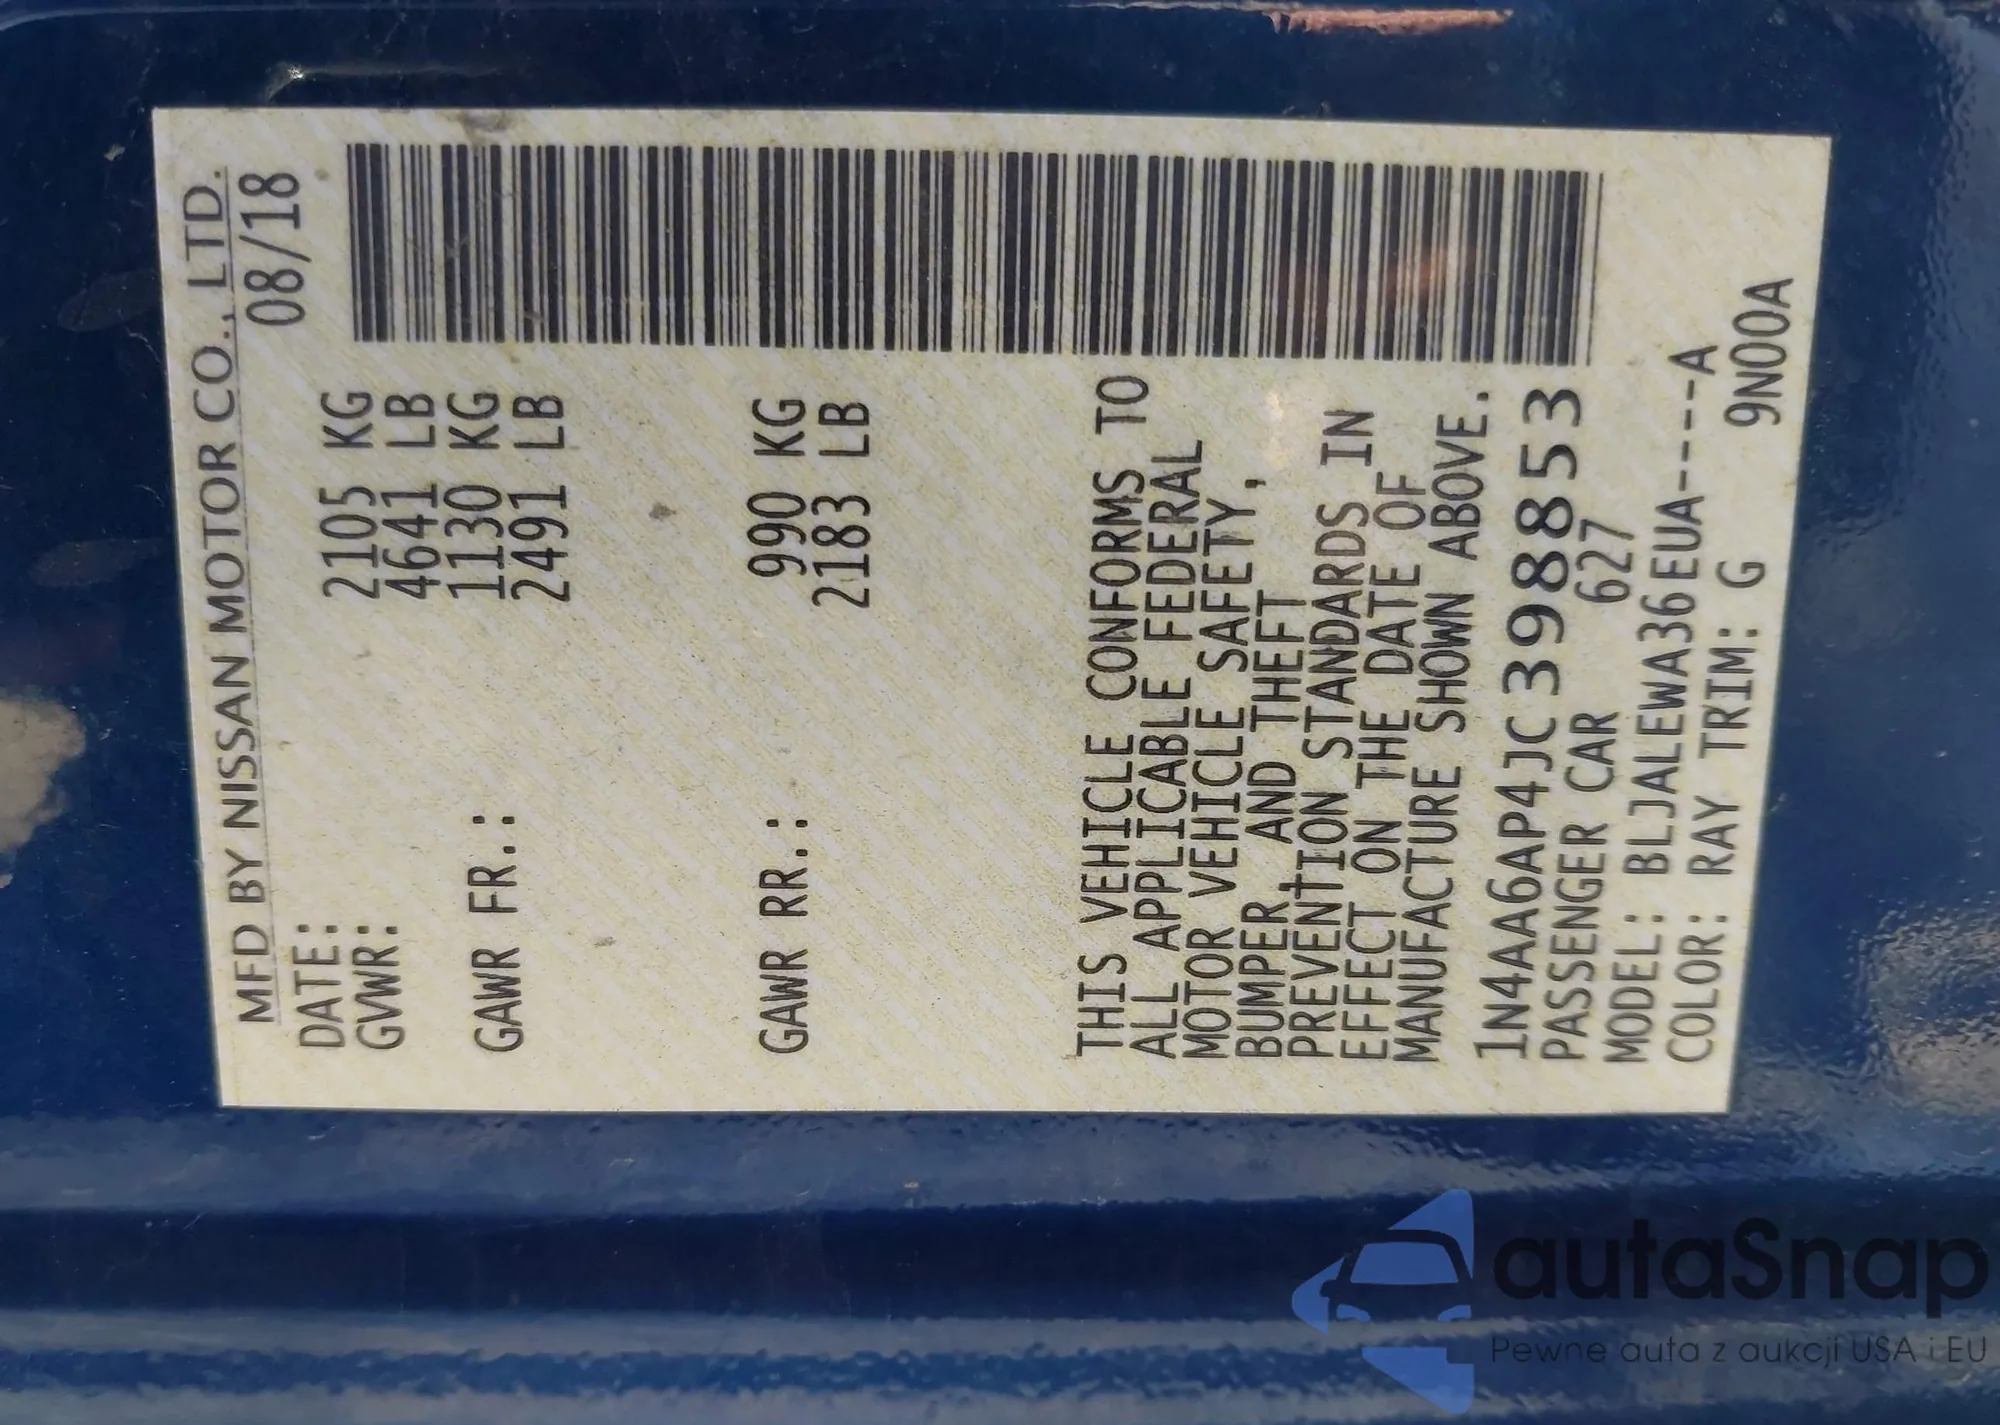 MFD BY NISSAN MOTOR CO., LTD.
DATE: 08/18
GVWR: 2105 KG
4641 LB
GAWR FR.: 1130 KG
2491 LB
GAWR RR.: 990 KG
2183 LB
THIS VEHICLE CONFORMS TO
ALL APPLICABLE FEDERAL
MOTOR VEHICLE SAFETY,
BUMPER, AND THEFT
PREVENTION STANDARDS IN
EFFECT ON THE DATE OF
MANUFACTURE SHOWN ABOVE.
1N4AA6AP4JC398853
PASSENGER CAR 627
MODEL: BLJALEWA36EUA-----A
COLOR: RAY TRIM: G 9N00A
autaSnap
Pewne auta z aukcji USA i EU